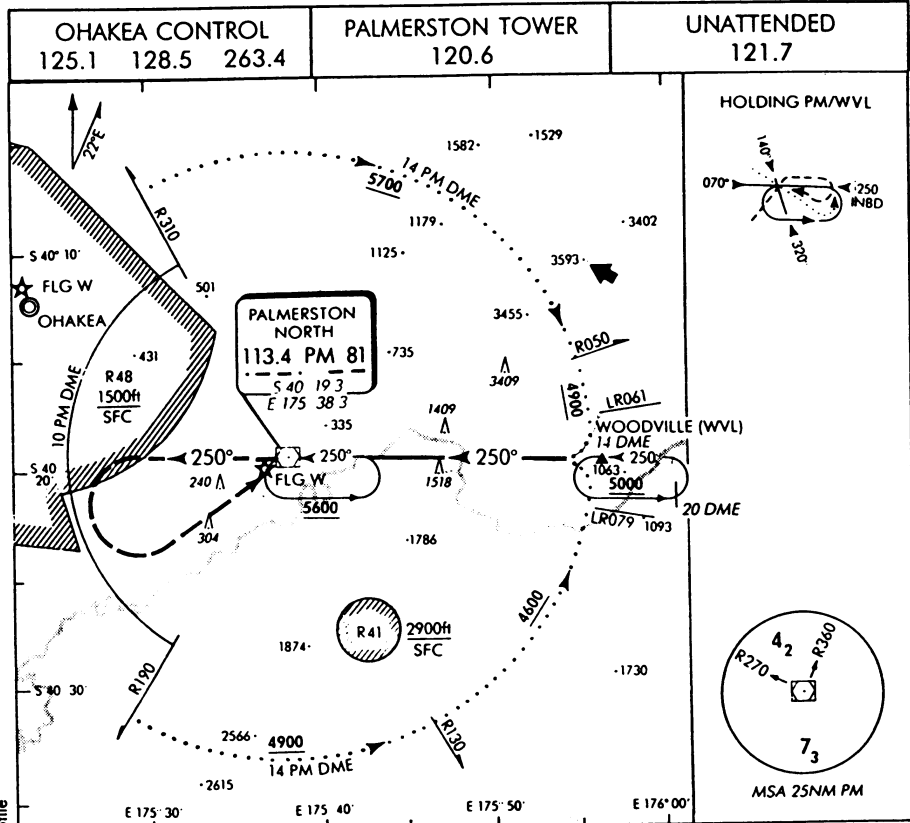 OHAKEA CONTROL
125.1 128.5 263.4
PALMERSTON TOWER
120.6
UNATTENDED
121.7
22°E
R310
14 PM DME
5700
1582
1529
1179
1125
3402
3593
3455
HOLDING PM/WVL
140°
070°
250
NBD
320°
S 40° 10'
FLG W
OHAKEA
501
431
R48
1500ft
SFC
10 PM DME
PALMERSTON
NORTH
113.4 PM 81
S 40 19 3
E 175 38 3
735
335
3409
1409
R050
4900
LR061
WOODVILLE (WVL)
14 DME
250°
250°
250°
250
1063
5000
20 DME
LR079
1093
S 40
20'
240
FLG W
5600
1518
304
1786
R41
2900ft
SFC
1874
4600
1730
R190
S 40 30'
2566
4900
14 PM DME
R130
2615
4₂
R270
R360
7₃
MSA 25NM PM
E 175 30'
E 175 40'
E 175 50'
E 176 00'